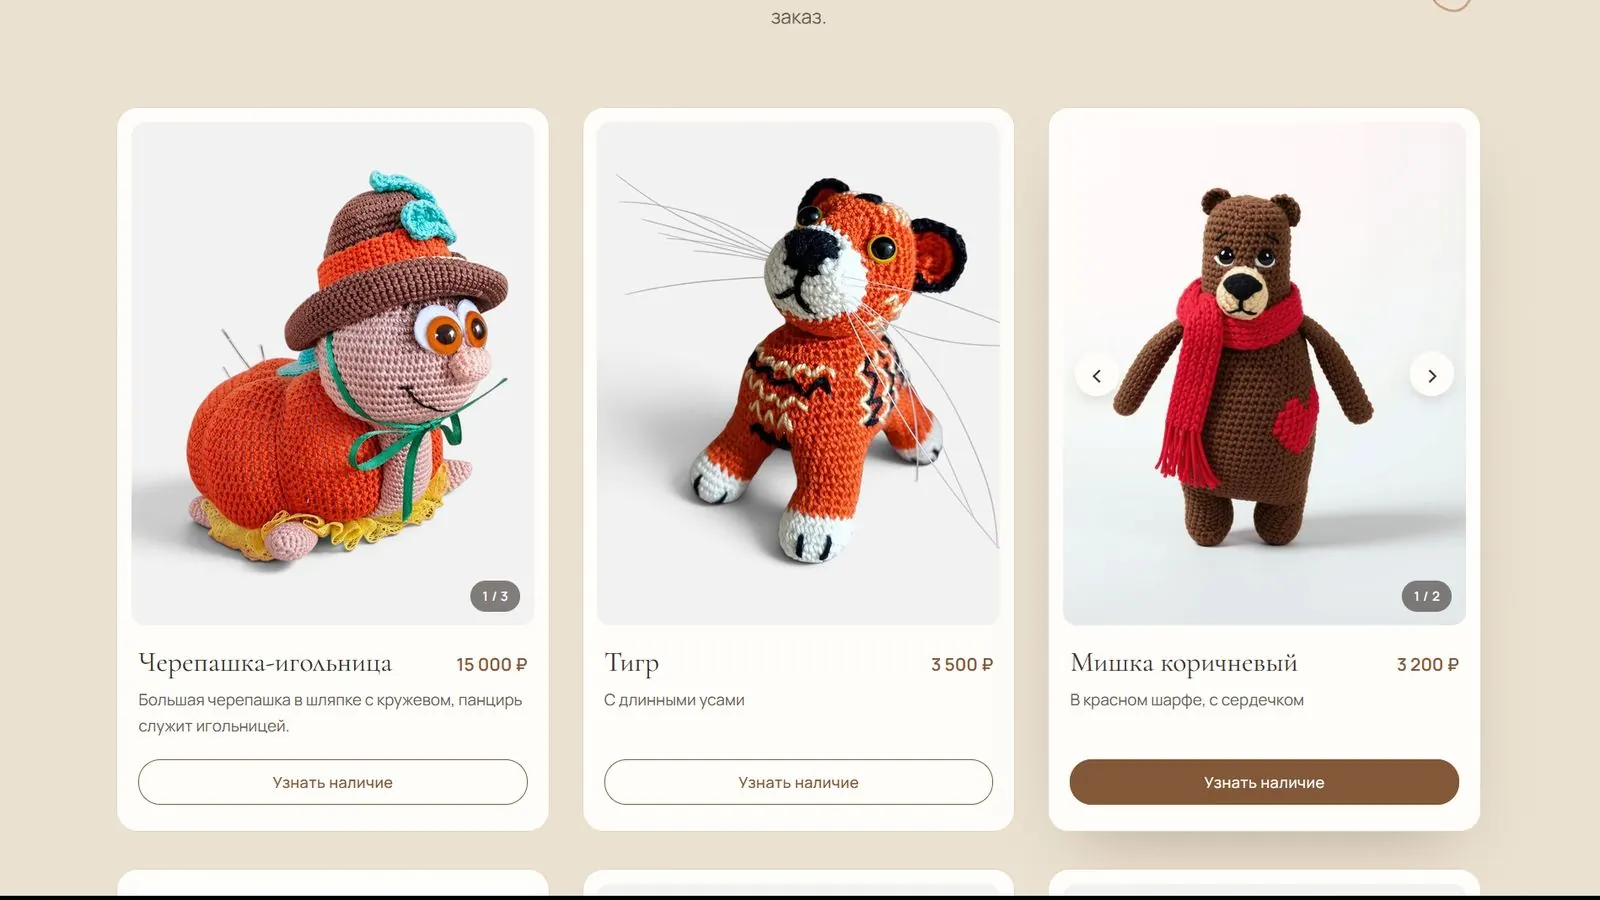 заказ.
1 / 3
Черепашка-игольница
15 000 ₽
Большая черепашка в шляпке с кружевом, панцирь
служит игольницей.
Узнать наличие
Тигр
3 500 ₽
С длинными усами
Узнать наличие
1 / 2
Мишка коричневый
3 200 ₽
В красном шарфе, с сердечком
Узнать наличие